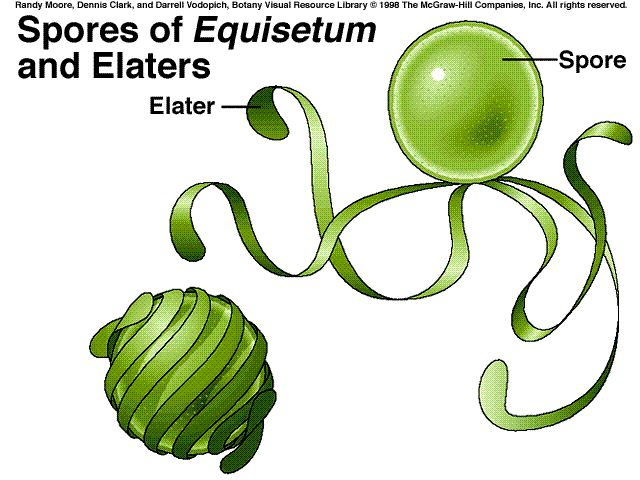 Randy Moore, Dennis Clark, and Darrell Vodopich, Botany Visual Resource Library © 1998 The McGraw-Hill Companies, Inc. All rights reserved.
Spores of Equisetum
and Elaters
Spore
Elater